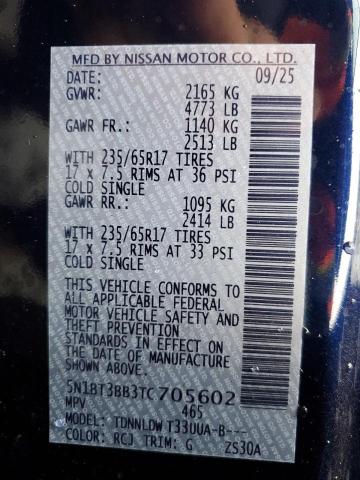 MFD BY NISSAN MOTOR CO., LTD.
DATE: 09/25
GVWR: 2165 KG
4773 LB
GAWR FR.: 1140 KG
2513 LB
WITH 235/65R17 TIRES
17 x 7.5 RIMS AT 36 PSI
COLD SINGLE
GAWR RR.: 1095 KG
2414 LB
WITH 235/65R17 TIRES
17 x 7.5 RIMS AT 33 PSI
COLD SINGLE
THIS VEHICLE CONFORMS TO
ALL APPLICABLE FEDERAL
MOTOR VEHICLE SAFETY AND
THEFT PREVENTION
STANDARDS IN EFFECT ON
THE DATE OF MANUFACTURE
SHOWN ABOVE.
5N1BT3BB3TC705602
MPV 465
MODEL: TDNNLDW T33UUA-B---
COLOR: RCJ TRIM: G ZS30A